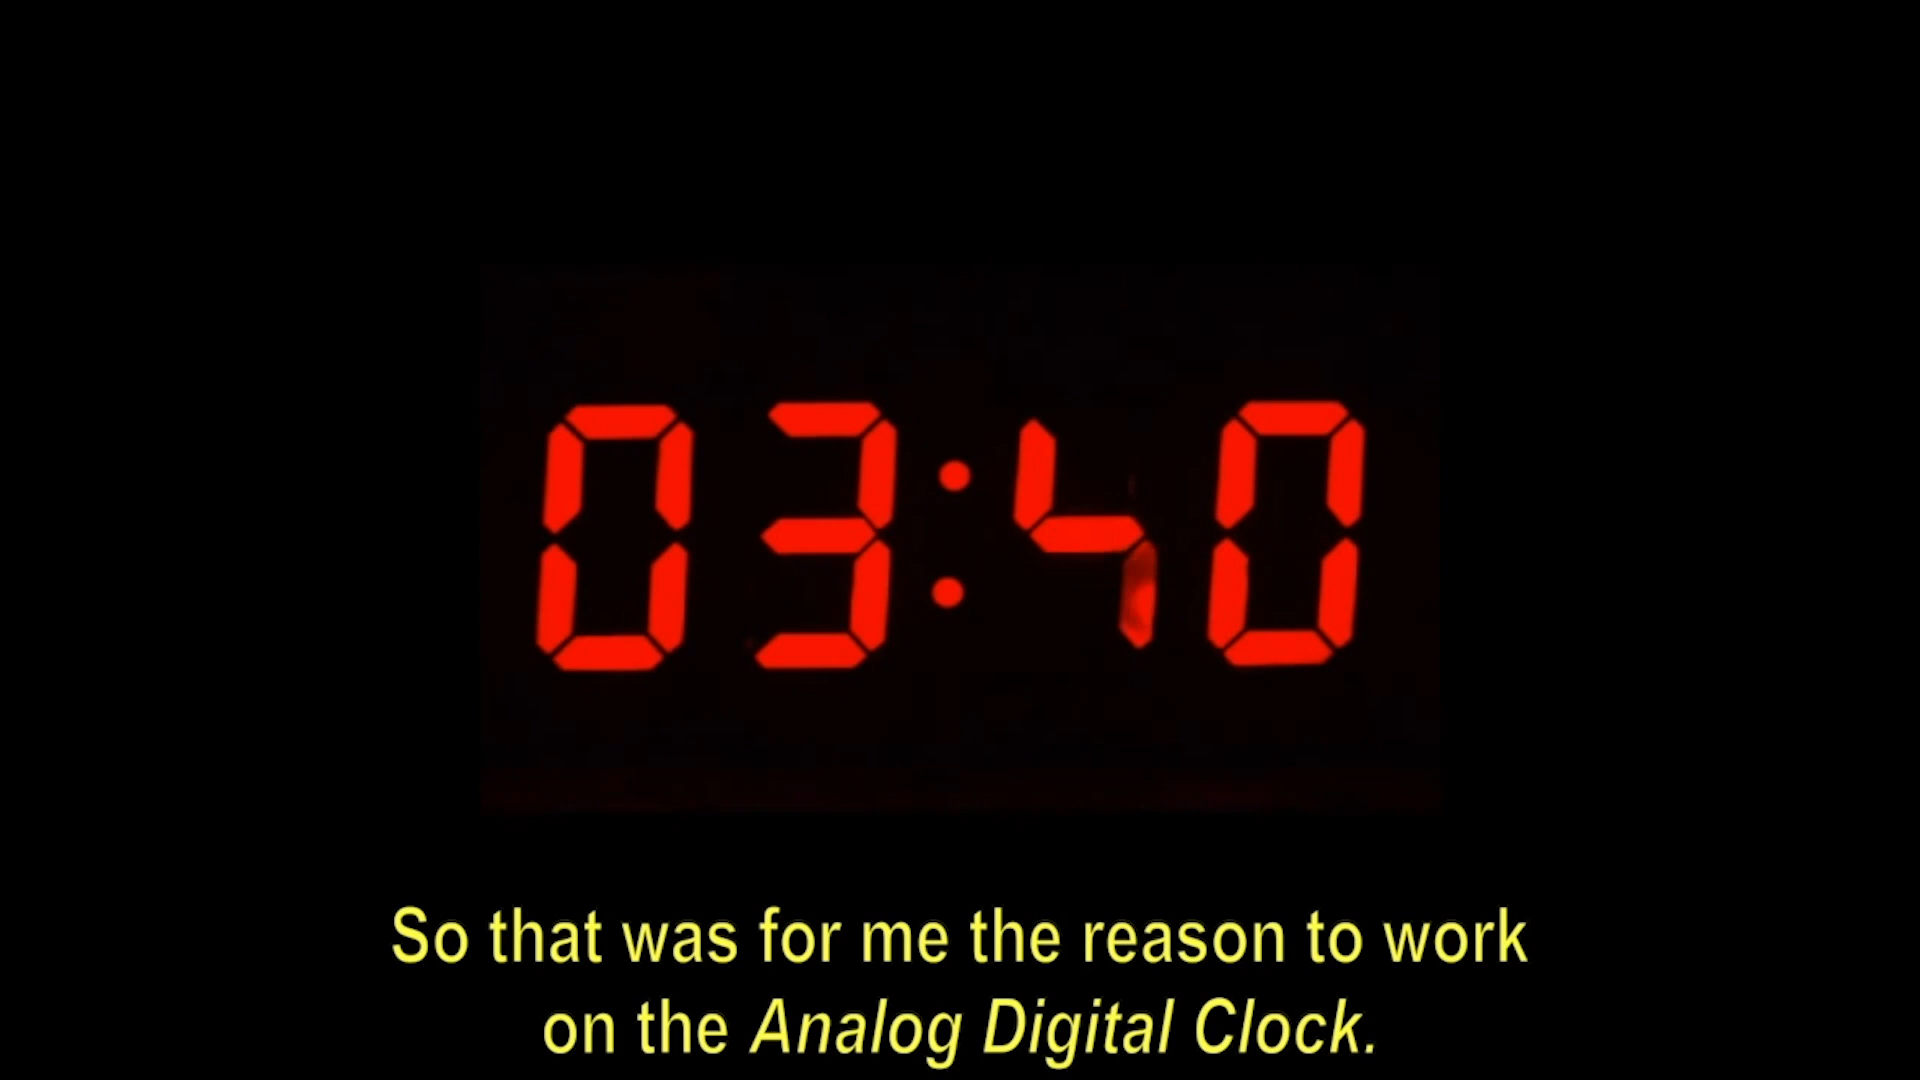 03:40
So that was for me the reason to work
on the Analog Digital Clock.